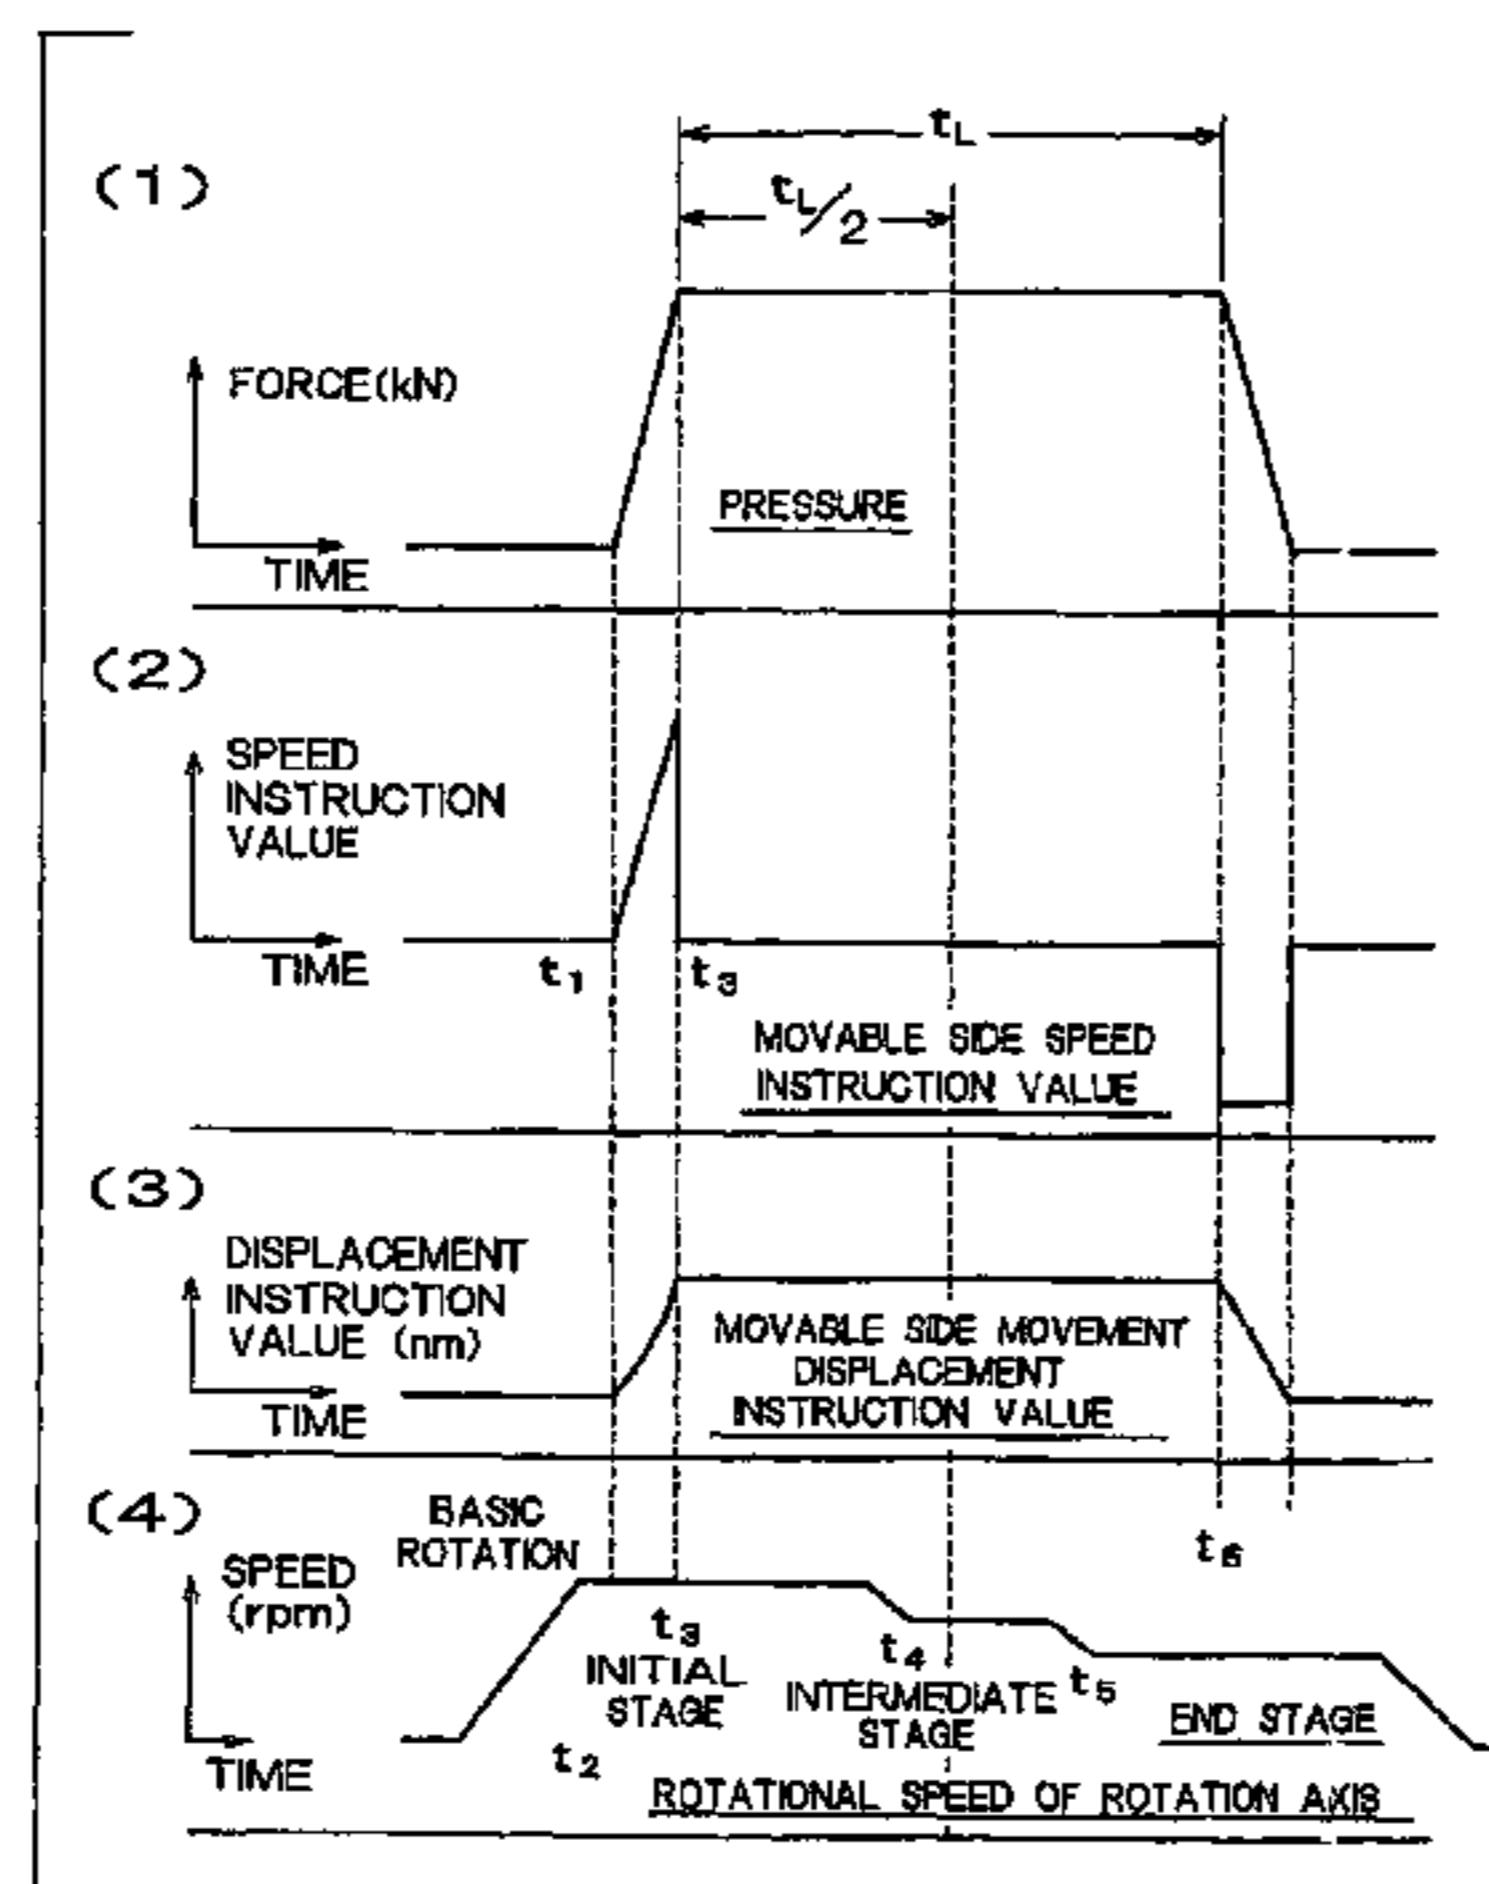 (1)
tL
tL/2
FORCE(kN)
PRESSURE
TIME
(2)
SPEED
INSTRUCTION
VALUE
TIME
t1
t3
MOVABLE SIDE SPEED
INSTRUCTION VALUE
(3)
DISPLACEMENT
INSTRUCTION
VALUE (nm)
TIME
MOVABLE SIDE MOVEMENT
DISPLACEMENT
INSTRUCTION VALUE
(4)
BASIC
ROTATION
SPEED
(rpm)
TIME
t6
t3
INITIAL
STAGE
t2
t4
INTERMEDIATE
STAGE
t5
END STAGE
ROTATIONAL SPEED OF ROTATION AXIS